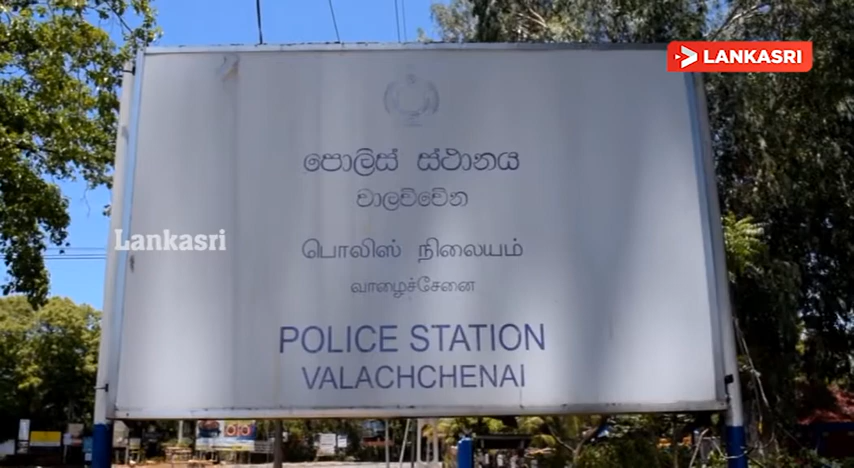 LANKASRI
පොලිස් ස්ථානය
වාලච්චේන
Lankasri
பொலிஸ் நிலையம்
வாழைச்சேனை
POLICE STATION
VALACHCHENAI